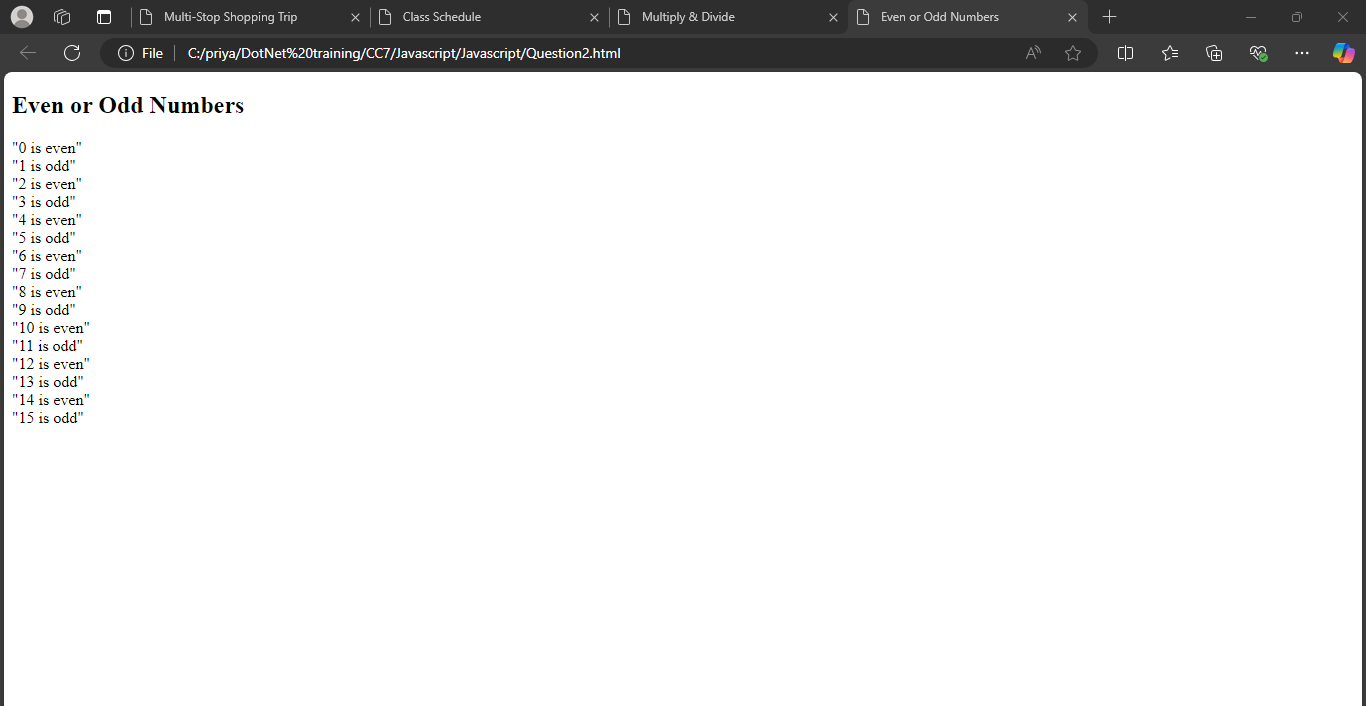 Multi-Stop Shopping Trip
Class Schedule
Multiply & Divide
Even or Odd Numbers
File
C:/priya/DotNet%20training/CC7/Javascript/Javascript/Question2.html
Even or Odd Numbers
"0 is even"
"1 is odd"
"2 is even"
"3 is odd"
"4 is even"
"5 is odd"
"6 is even"
"7 is odd"
"8 is even"
"9 is odd"
"10 is even"
"11 is odd"
"12 is even"
"13 is odd"
"14 is even"
"15 is odd"